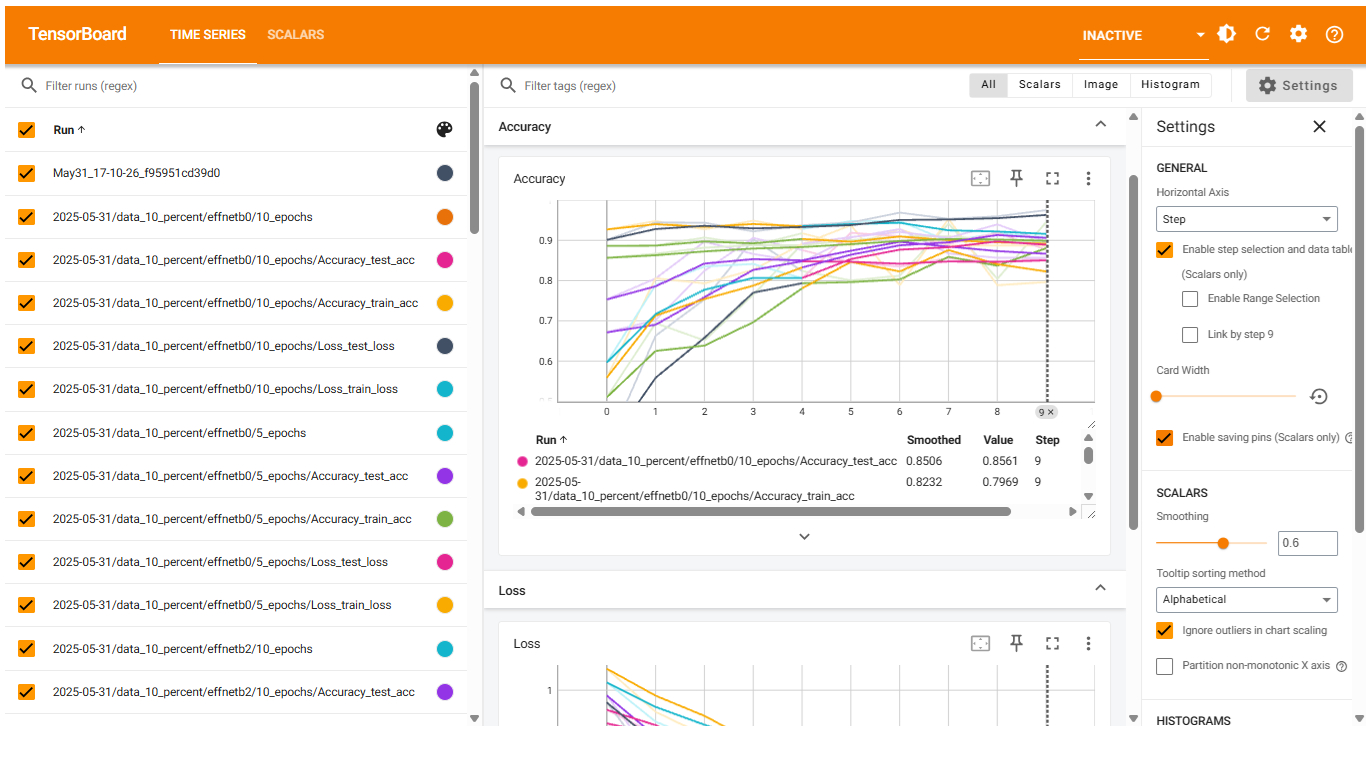 TensorBoard
TIME SERIES
SCALARS
INACTIVE
Filter runs (regex)
Run
May31_17-10-26_f95951cd39d0
2025-05-31/data_10_percent/effnetb0/10_epochs
2025-05-31/data_10_percent/effnetb0/10_epochs/Accuracy_test_acc
2025-05-31/data_10_percent/effnetb0/10_epochs/Accuracy_train_acc
2025-05-31/data_10_percent/effnetb0/10_epochs/Loss_test_loss
2025-05-31/data_10_percent/effnetb0/10_epochs/Loss_train_loss
2025-05-31/data_10_percent/effnetb0/5_epochs
2025-05-31/data_10_percent/effnetb0/5_epochs/Accuracy_test_acc
2025-05-31/data_10_percent/effnetb0/5_epochs/Accuracy_train_acc
2025-05-31/data_10_percent/effnetb0/5_epochs/Loss_test_loss
2025-05-31/data_10_percent/effnetb0/5_epochs/Loss_train_loss
2025-05-31/data_10_percent/effnetb2/10_epochs
2025-05-31/data_10_percent/effnetb2/10_epochs/Accuracy_test_acc
Filter tags (regex)
All
Scalars
Image
Histogram
Settings
Accuracy
Accuracy
0.9
0.8
0.7
0.6
0 1 2 3 4 5 6 7 8 9 ×
Run ↑ Smoothed Value Step
2025-05-31/data_10_percent/effnetb0/10_epochs/Accuracy_test_acc 0.8506 0.8561 9
2025-05- 0.8232 0.7969 9
31/data_10_percent/effnetb0/10_epochs/Accuracy_train_acc
Loss
Loss
1
Settings
GENERAL
Horizontal Axis
Step
Enable step selection and data table
(Scalars only)
Enable Range Selection
Link by step 9
Card Width
Enable saving pins (Scalars only)
SCALARS
Smoothing
0.6
Tooltip sorting method
Alphabetical
Ignore outliers in chart scaling
Partition non-monotonic X axis
HISTOGRAMS